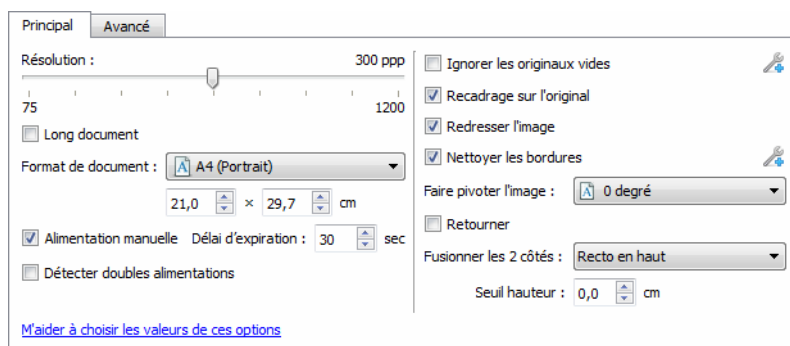 Principal Avancé
Résolution : 300 ppp
75 1200
Long document
Format de document : A4 (Portrait)
21,0 × 29,7 cm
Alimentation manuelle Délai d'expiration : 30 sec
Détecter doubles alimentations
M'aider à choisir les valeurs de ces options
Ignorer les originaux vides
Recadrage sur l'original
Redresser l'image
Nettoyer les bordures
Faire pivoter l'image : 0 degré
Retourner
Fusionner les 2 côtés : Recto en haut
Seuil hauteur : 0,0 cm